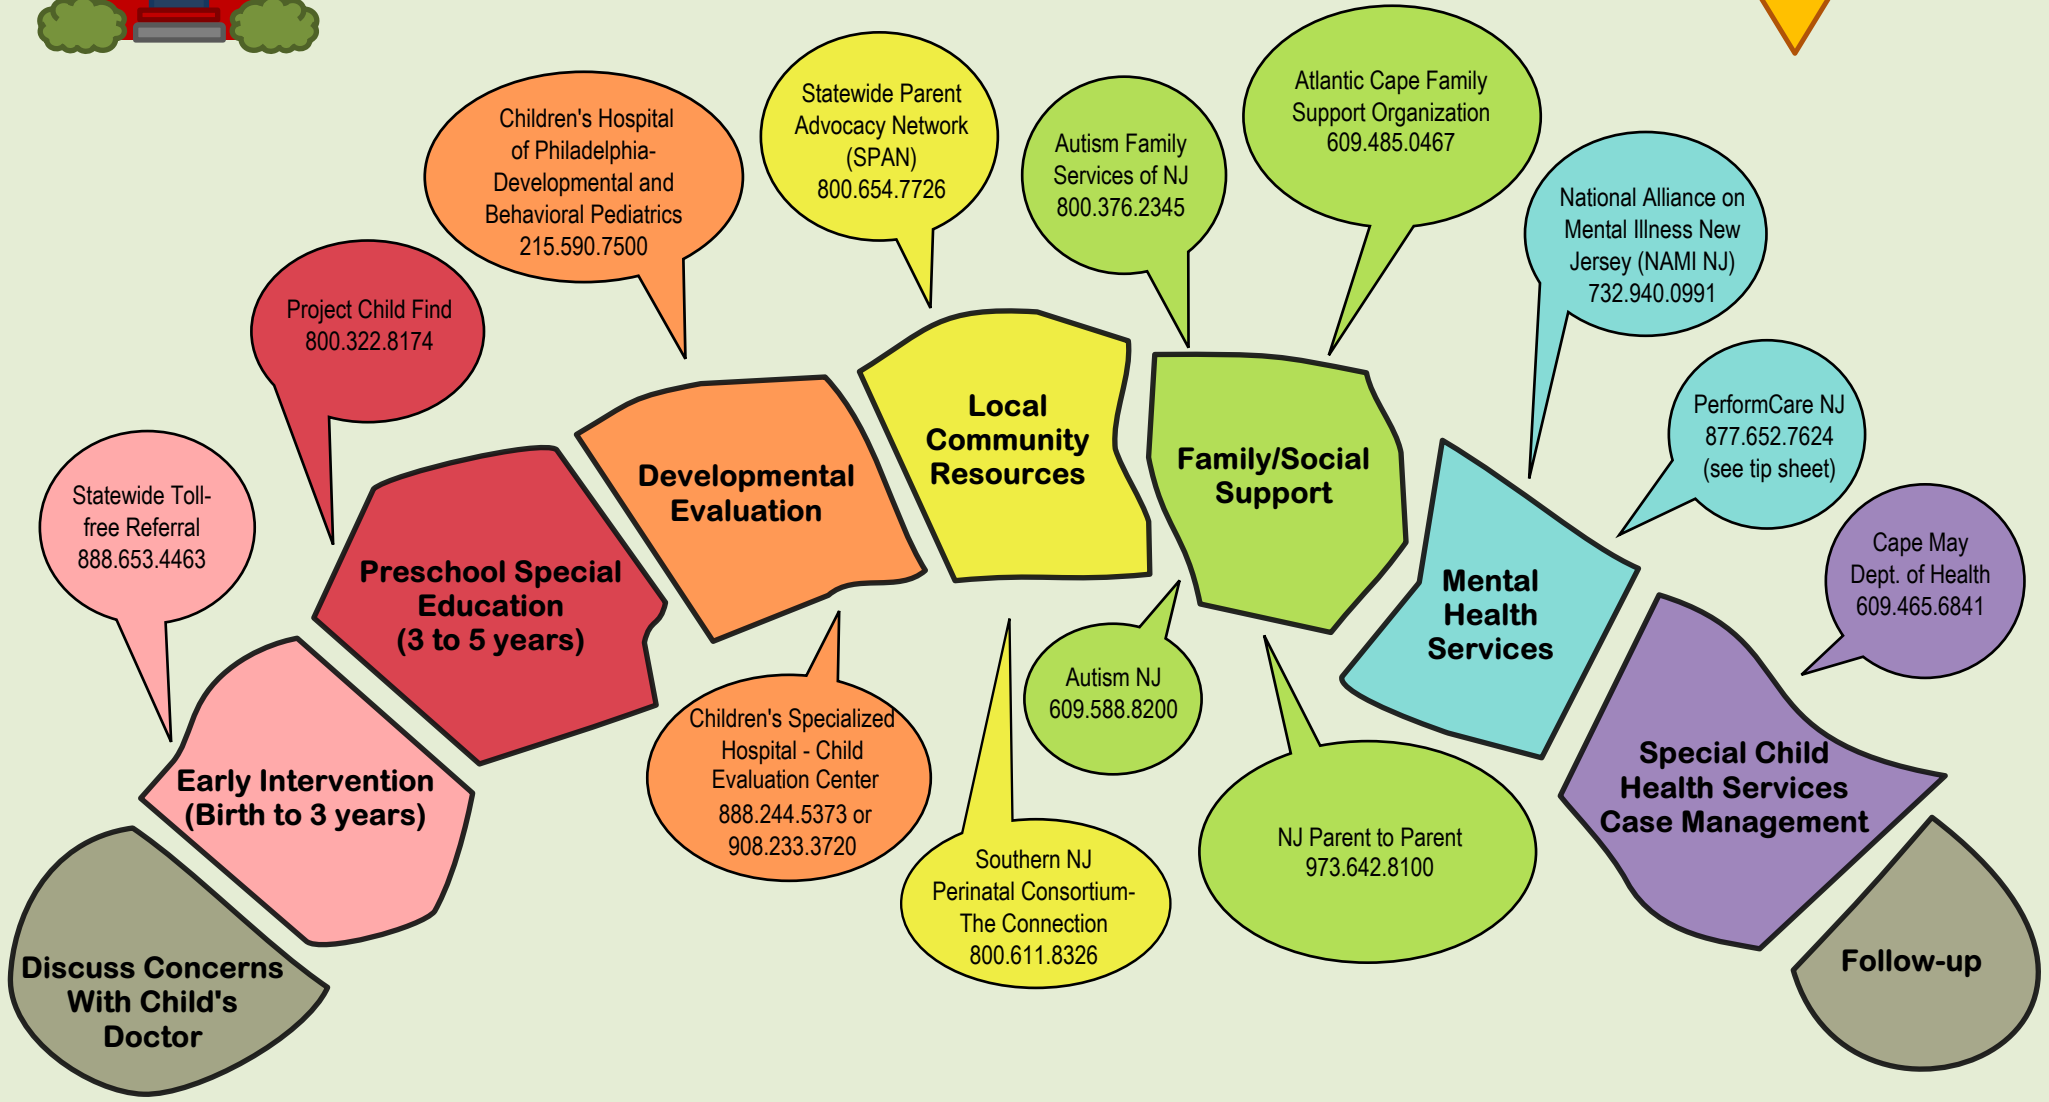 Statewide Toll-
free Referral
888.653.4463
Project Child Find
800.322.8174
Children's Hospital
of Philadelphia-
Developmental and
Behavioral Pediatrics
215.590.7500
Statewide Parent
Advocacy Network
(SPAN)
800.654.7726
Autism Family
Services of NJ
800.376.2345
Atlantic Cape Family
Support Organization
609.485.0467
National Alliance on
Mental Illness New
Jersey (NAMI NJ)
732.940.0991
PerformCare NJ
877.652.7624
(see tip sheet)
Cape May
Dept. of Health
609.465.6841
Discuss Concerns
With Child's
Doctor
Early Intervention
(Birth to 3 years)
Preschool Special
Education
(3 to 5 years)
Developmental
Evaluation
Local
Community
Resources
Family/Social
Support
Mental
Health
Services
Special Child
Health Services
Case Management
Follow-up
Children's Specialized
Hospital - Child
Evaluation Center
888.244.5373 or
908.233.3720
Southern NJ
Perinatal Consortium-
The Connection
800.611.8326
Autism NJ
609.588.8200
NJ Parent to Parent
973.642.8100